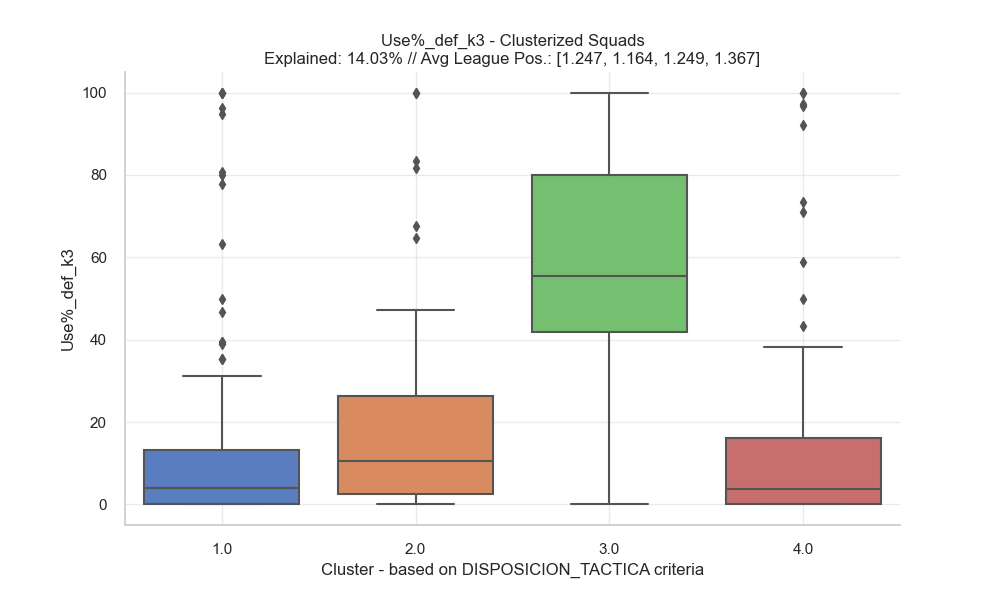 Use%_def_k3 - Clusterized Squads
Explained: 14.03% // Avg League Pos.: [1.247, 1.164, 1.249, 1.367]
Use%_def_k3
100
80
60
40
20
0
1.0
2.0
3.0
4.0
Cluster - based on DISPOSICION_TACTICA criteria